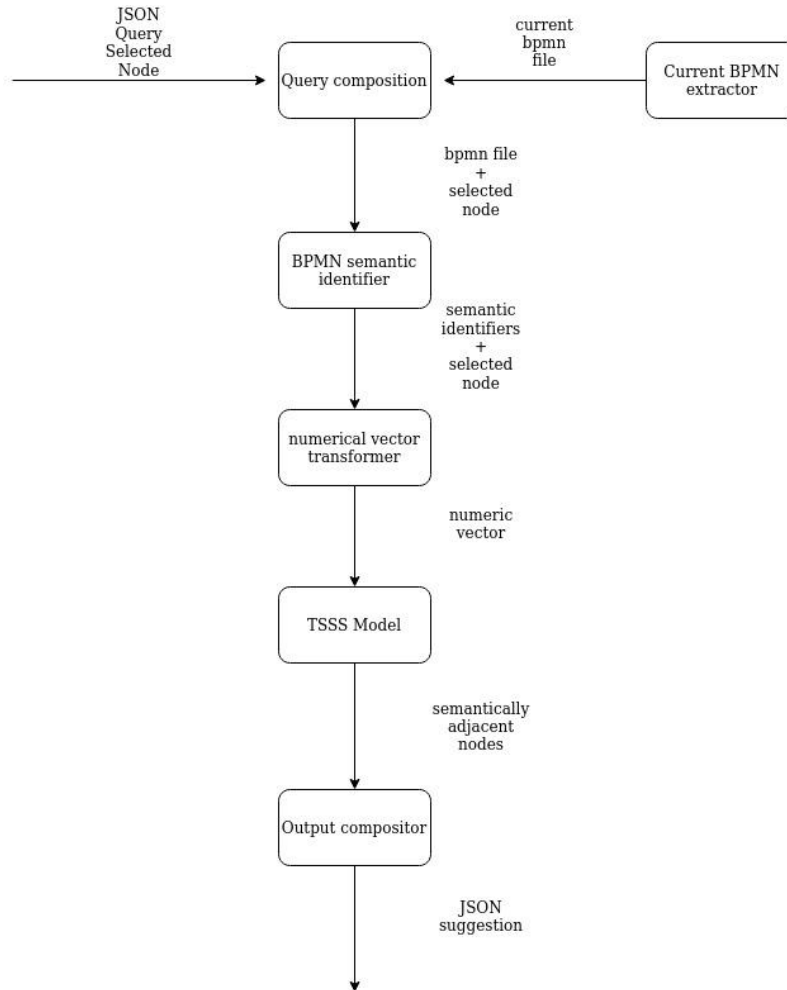 JSON
Query
Selected
Node
current
bpmn
file
Query composition
Current BPMN
extractor
bpmn file
+
selected
node
BPMN semantic
identifier
semantic
identifiers
+
selected
node
numerical vector
transformer
numeric
vector
TSSS Model
semantically
adjacent
nodes
Output compositor
JSON
suggestion